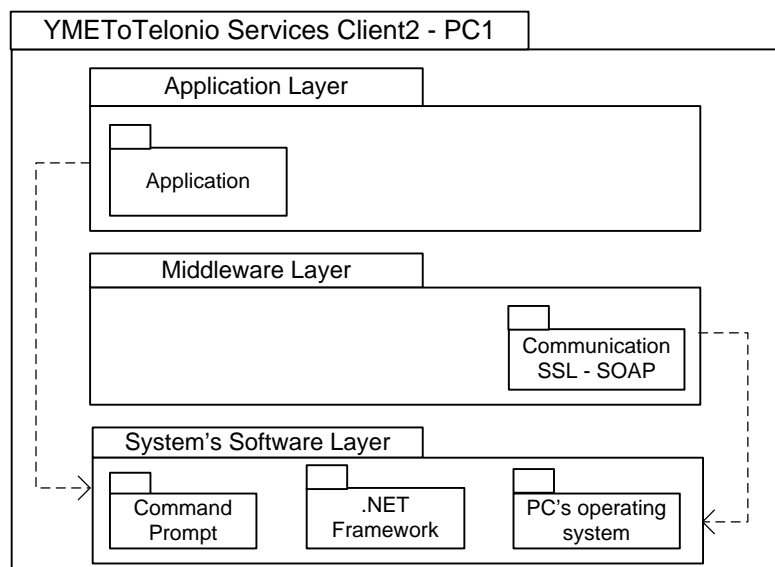 YMEToTelonio Services Client2 - PC1
Application Layer
Application
Middleware Layer
Communication
SSL - SOAP
System's Software Layer
Command
Prompt
.NET
Framework
PC's operating
system